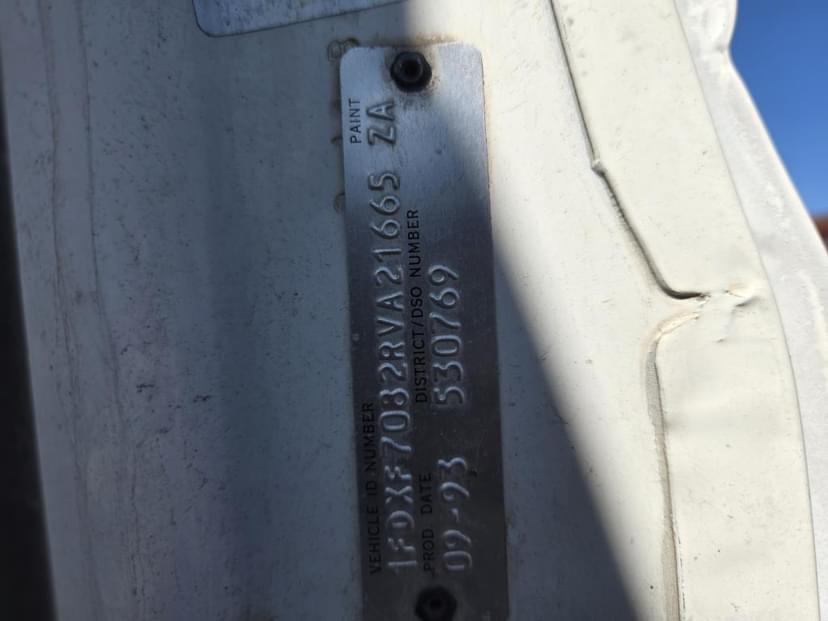 VEHICLE ID NUMBER PAINT
1FDXF7082RVA21665 ZA
PROD DATE DISTRICT/DSO NUMBER
09-93 530769